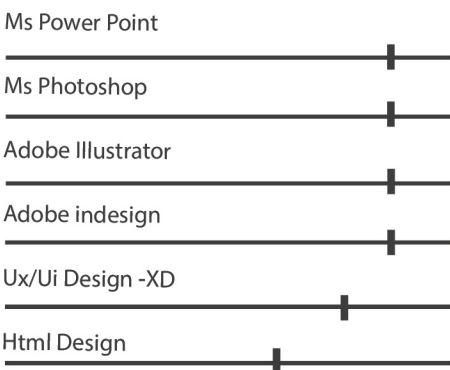 Ms Power Point
Ms Photoshop
Adobe Illustrator
Adobe indesign
Ux/Ui Design -XD
Html Design